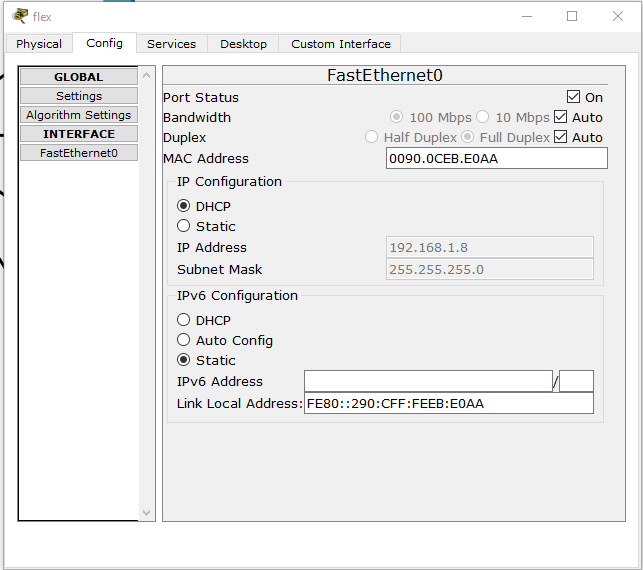 flex
Physical Config Services Desktop Custom Interface
GLOBAL
Settings
Algorithm Settings
INTERFACE
FastEthernet0
FastEthernet0
Port Status On
Bandwidth 100 Mbps 10 Mbps Auto
Duplex Half Duplex Full Duplex Auto
MAC Address 0090.0CEB.E0AA
IP Configuration
DHCP
Static
IP Address 192.168.1.8
Subnet Mask 255.255.255.0
IPv6 Configuration
DHCP
Auto Config
Static
IPv6 Address /
Link Local Address: FE80::290:CFF:FEEB:E0AA